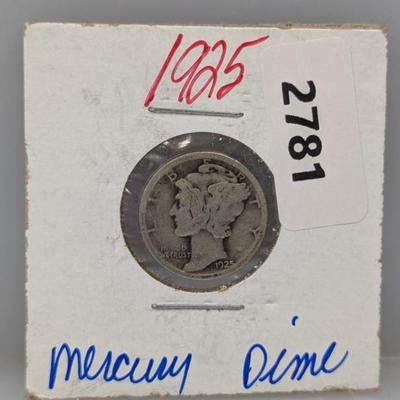 1925
2781
LIBERTY
IN GOD
WE TRUST
1925
Mercury Dime